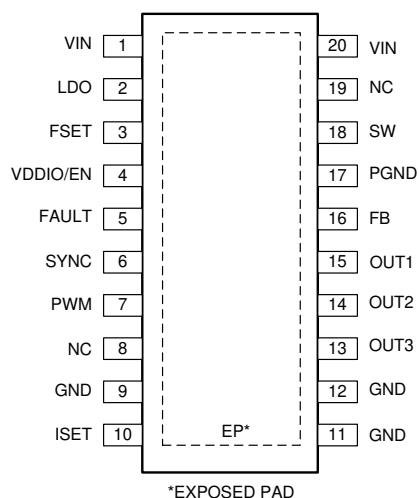 VIN 1 20 VIN
LDO 2 19 NC
FSET 3 18 SW
VDDIO/EN 4 17 PGND
FAULT 5 16 FB
SYNC 6 15 OUT1
PWM 7 14 OUT2
NC 8 13 OUT3
GND 9 12 GND
ISET 10 EP* 11 GND
*EXPOSED PAD